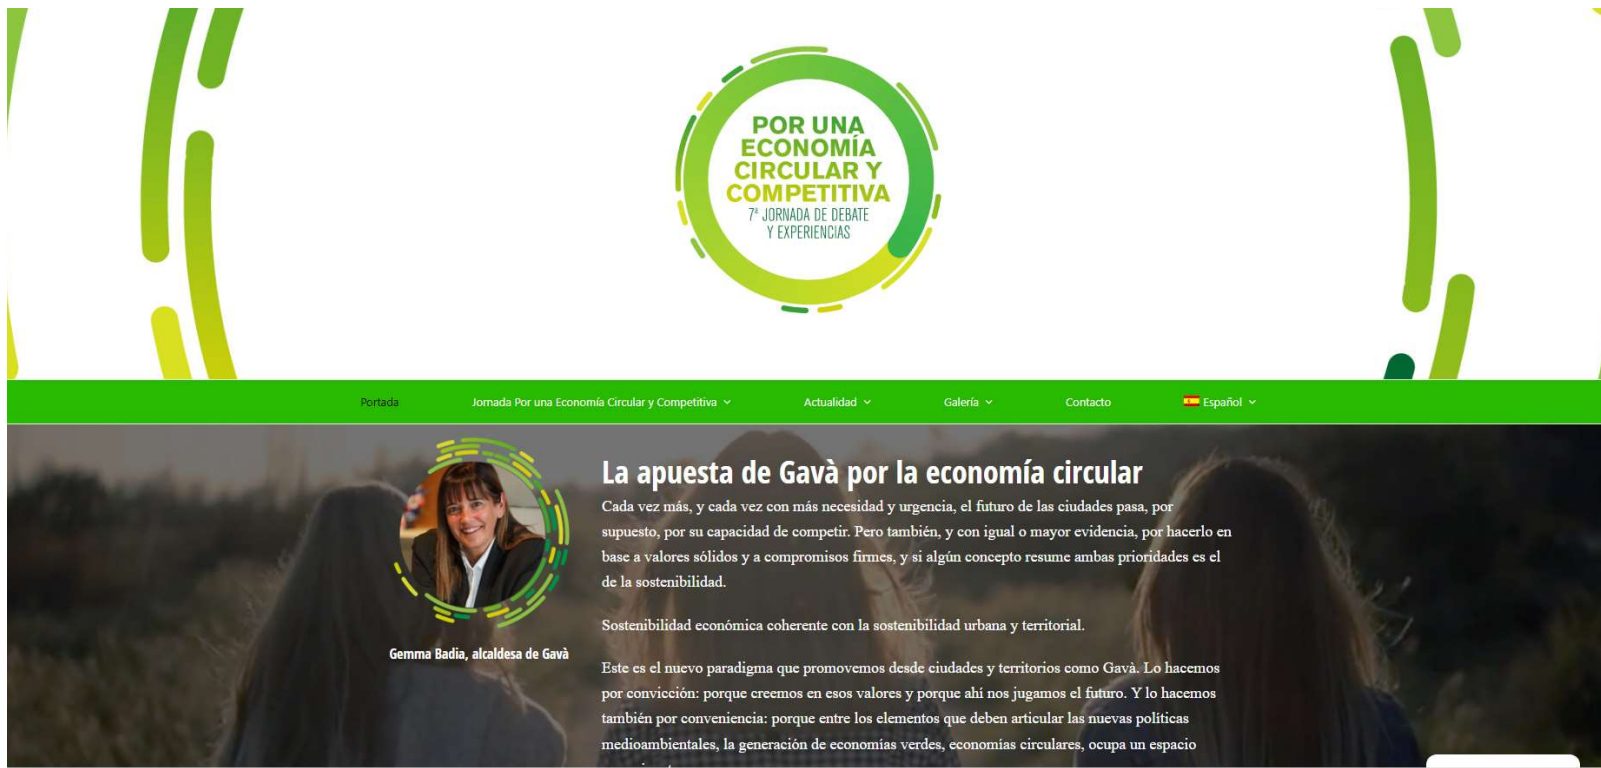 POR UNA
ECONOMÍA
CIRCULAR Y
COMPETITIVA
7ª JORNADA DE DEBATE
Y EXPERIENCIAS
Portada
Jornada Por una Economía Circular y Competitiva
Actualidad
Galería
Contacto
Español
La apuesta de Gavà por la economía circular
Cada vez más, y cada vez con más necesidad y urgencia, el futuro de las ciudades pasa, por
supuesto, por su capacidad de competir. Pero también, y con igual o mayor evidencia, por hacerlo en
base a valores sólidos y a compromisos firmes, y si algún concepto resume ambas prioridades es el
de la sostenibilidad.
Sostenibilidad económica coherente con la sostenibilidad urbana y territorial.
Gemma Badia, alcaldesa de Gavà
Este es el nuevo paradigma que promovemos desde ciudades y territorios como Gavà. Lo hacemos
por convicción: porque creemos en esos valores y porque ahí nos jugamos el futuro. Y lo hacemos
también por conveniencia: porque entre los elementos que deben articular las nuevas políticas
medioambientales, la generación de economías verdes, economías circulares, ocupa un espacio